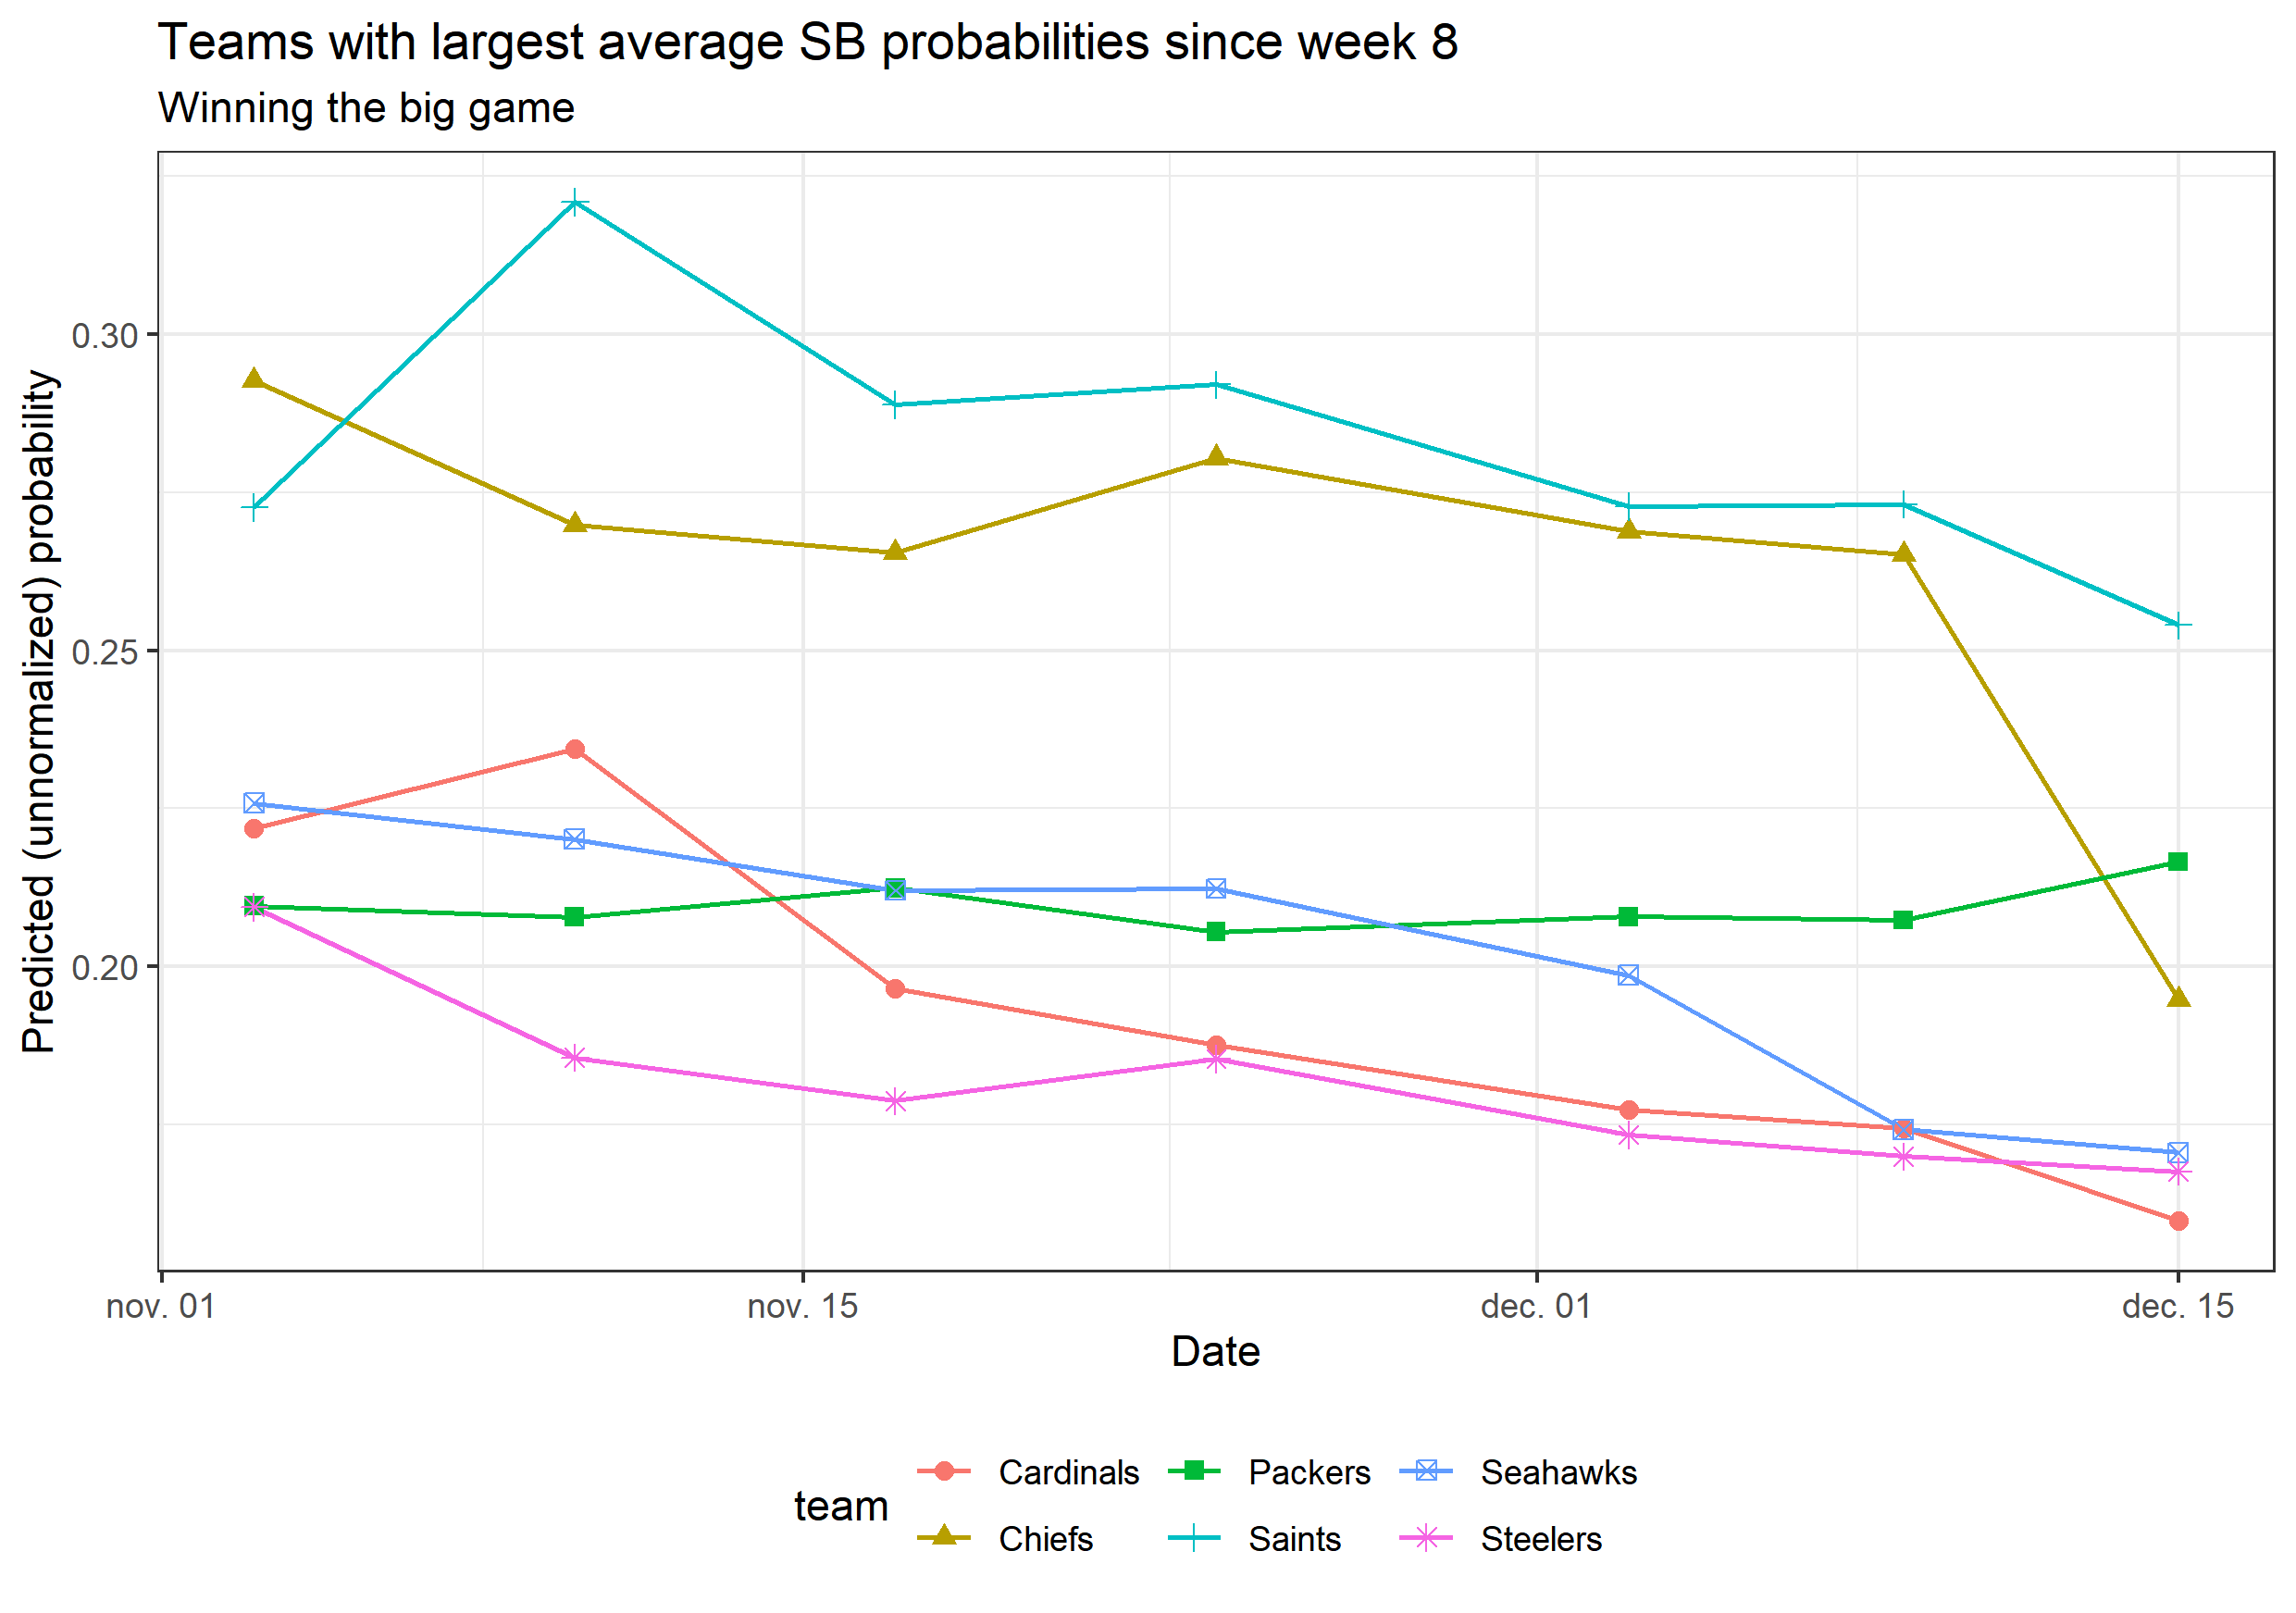 Teams with largest average SB probabilities since week 8
Winning the big game
Predicted (unnormalized) probability
0.30
0.25
0.20
nov. 01
nov. 15
dec. 01
dec. 15
Date
team
Cardinals
Packers
Seahawks
Chiefs
Saints
Steelers